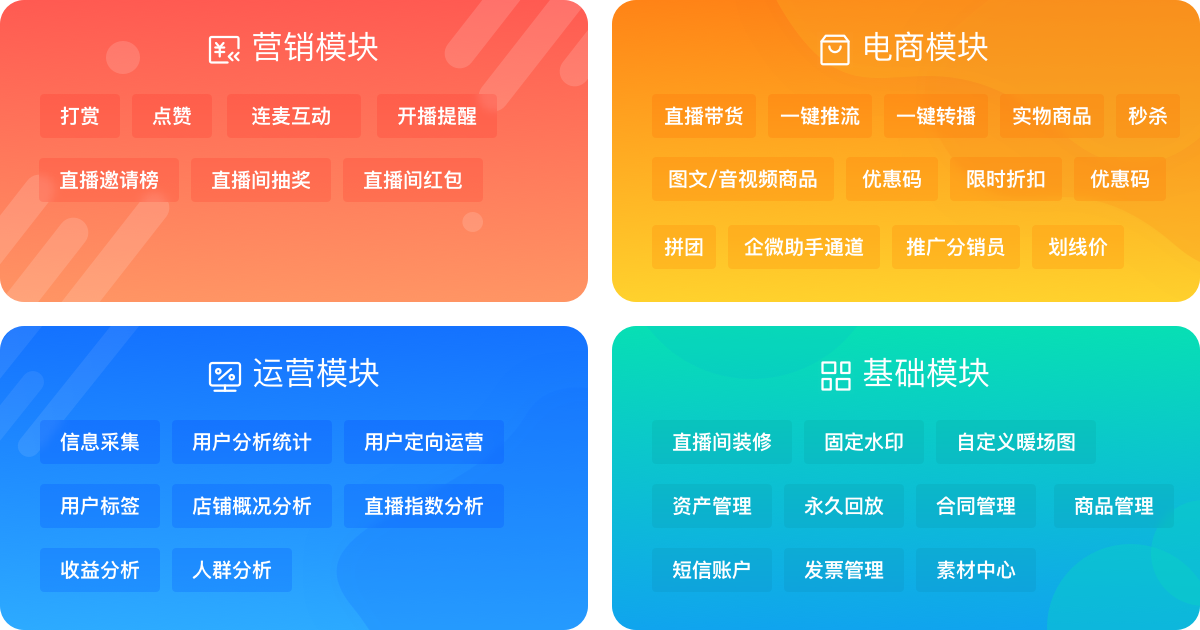 营销模块
打赏 点赞 连麦互动 开播提醒
直播邀请榜 直播间抽奖 直播间红包
电商模块
直播带货 一键推流 一键转播 实物商品 秒杀
图文/音视频商品 优惠码 限时折扣 优惠码
拼团 企微助手通道 推广分销员 划线价
运营模块
信息采集 用户分析统计 用户定向运营
用户标签 店铺概况分析 直播指数分析
收益分析 人群分析
基础模块
直播间装修 固定水印 自定义暖场图
资产管理 永久回放 合同管理 商品管理
短信账户 发票管理 素材中心